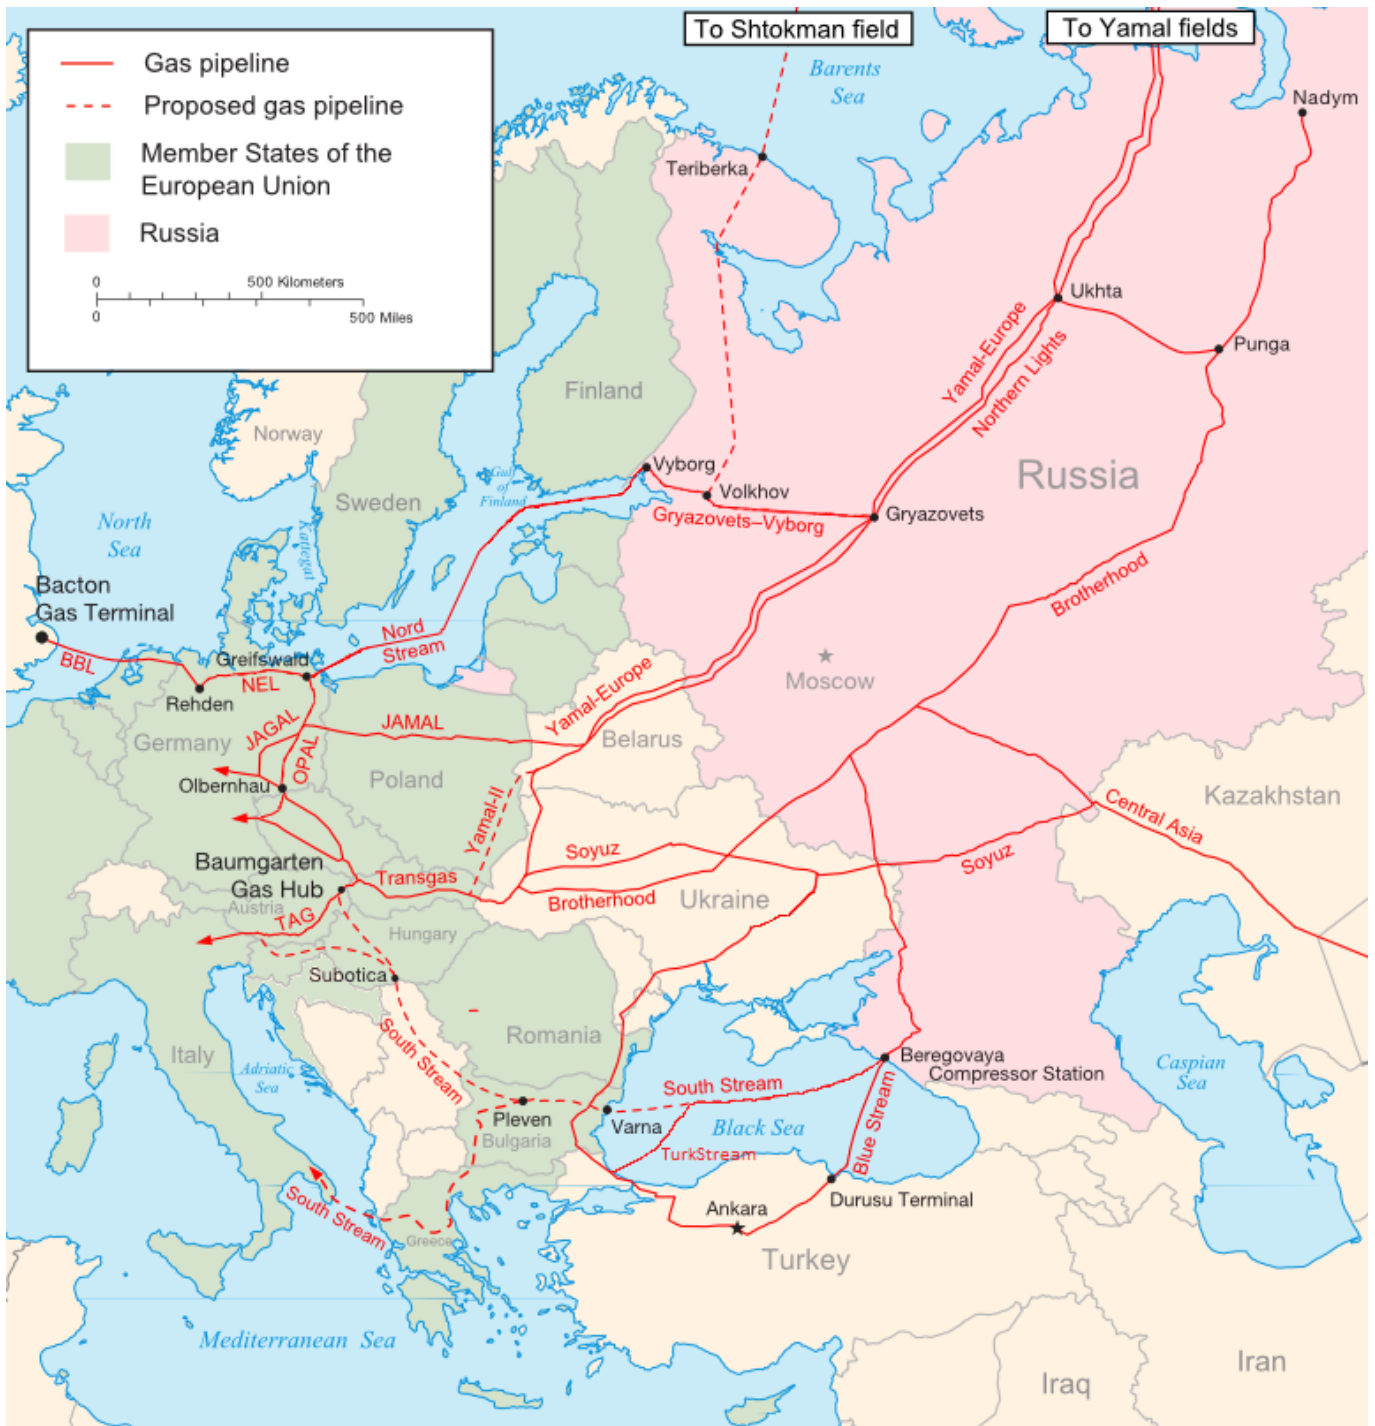 To Shtokman field
To Yamal fields
Gas pipeline
Proposed gas pipeline
Member States of the
European Union
Russia
0
500 Kilometers
0
500 Miles
Barents
Sea
Nadym
Teriberka
Ukhta
Punga
Yamal-Europe
Northern Lights
Finland
Norway
Sweden
Gulf
of
Finland
Vyborg
Volkhov
Gryazovets–Vyborg
Gryazovets
Russia
North
Sea
Kattegat
Bacton
Gas Terminal
BBL
Brotherhood
Nord
Stream
Greifswald
NEL
Rehden
Moscow
Yamal-Europe
JAGAL
JAMAL
Germany
OPAL
Belarus
Poland
Olbernhau
Yamal-II
Kazakhstan
Central Asia
Soyuz
Soyuz
Baumgarten
Gas Hub
Transgas
Brotherhood
Ukraine
Austria
TAG
Hungary
Subotica
Romania
Italy
Adriatic
Sea
South Stream
Beregovaya
Compressor Station
Caspian
Sea
South Stream
Blue Stream
Pleven
Bulgaria
Varna
Black Sea
TurkStream
South Stream
Greece
Ankara
Durusu Terminal
Turkey
Mediterranean Sea
Iraq
Iran